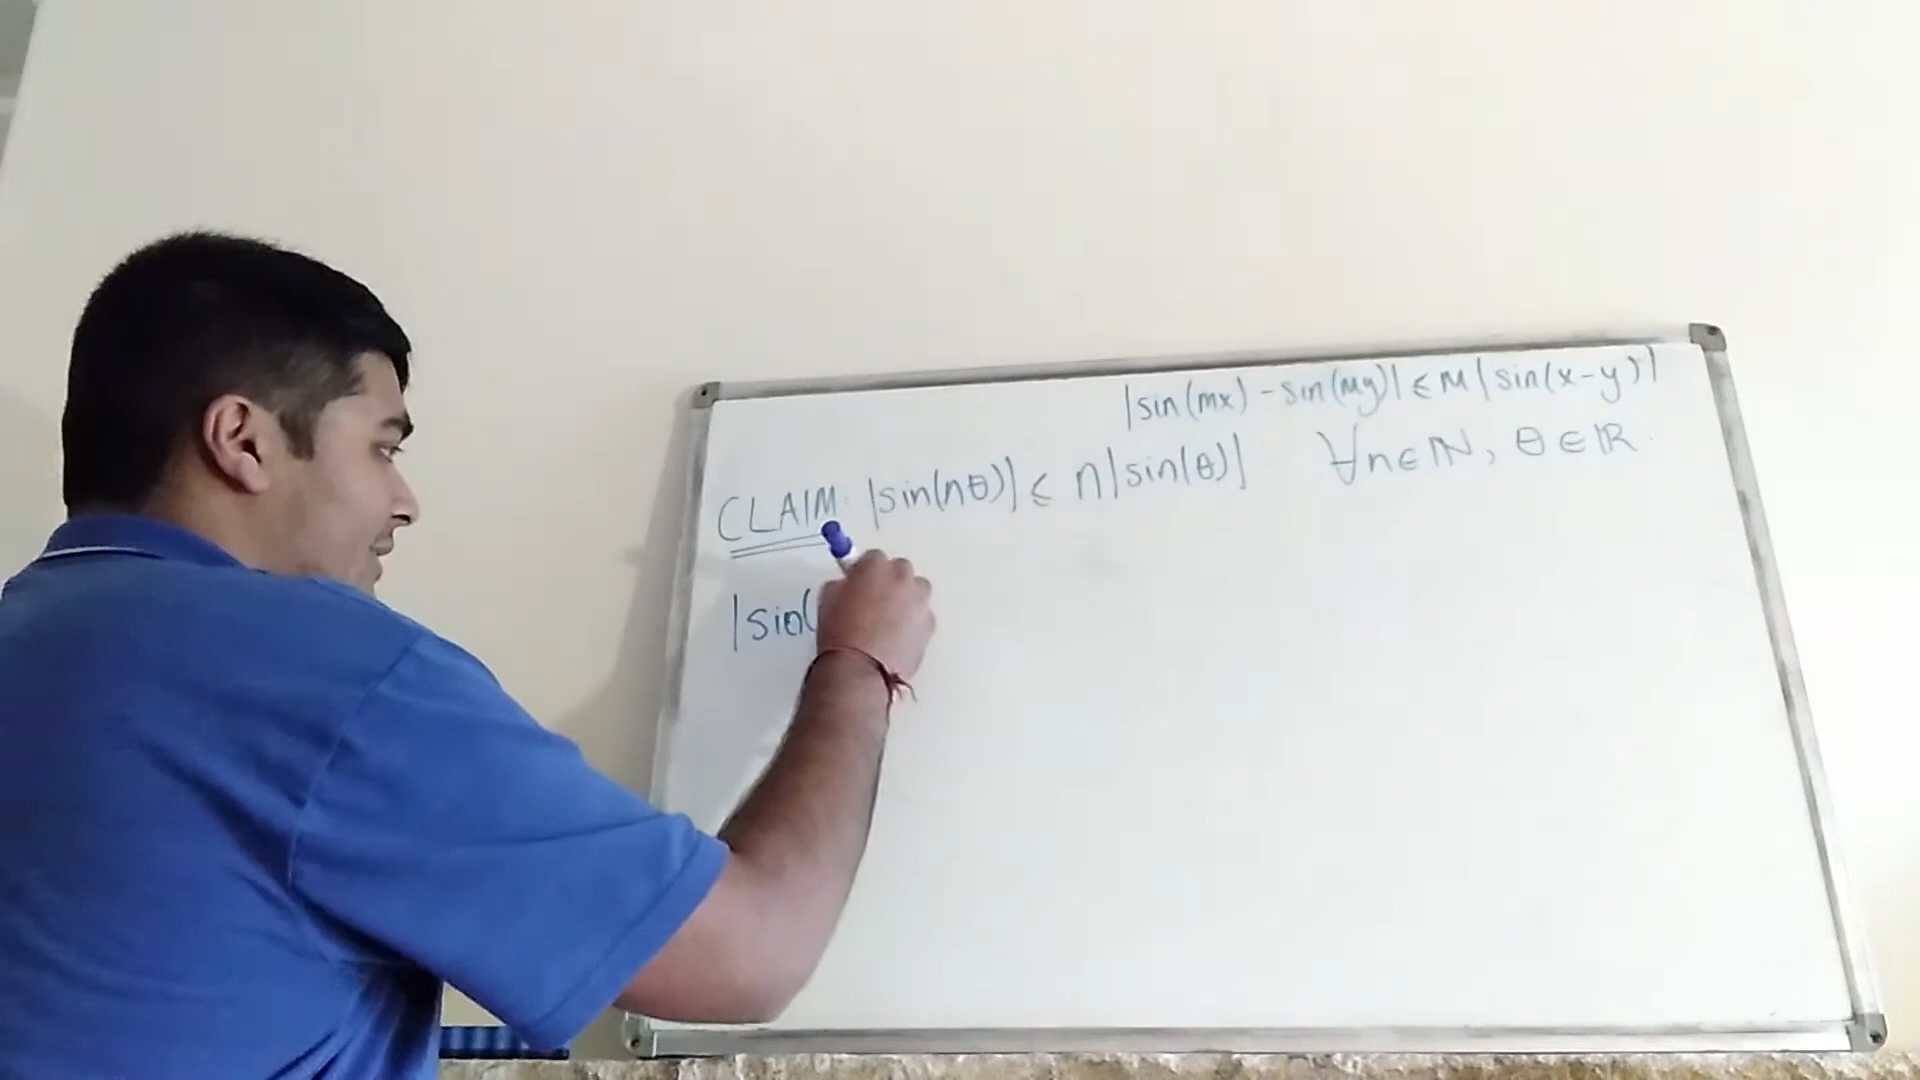 |sin(mx) - sin(my)| ≤ M |sin(x-y)|
CLAIM: |sin(nθ)| ≤ n|sin(θ)| ∀n∈ℕ, θ∈ℝ.
|sin(